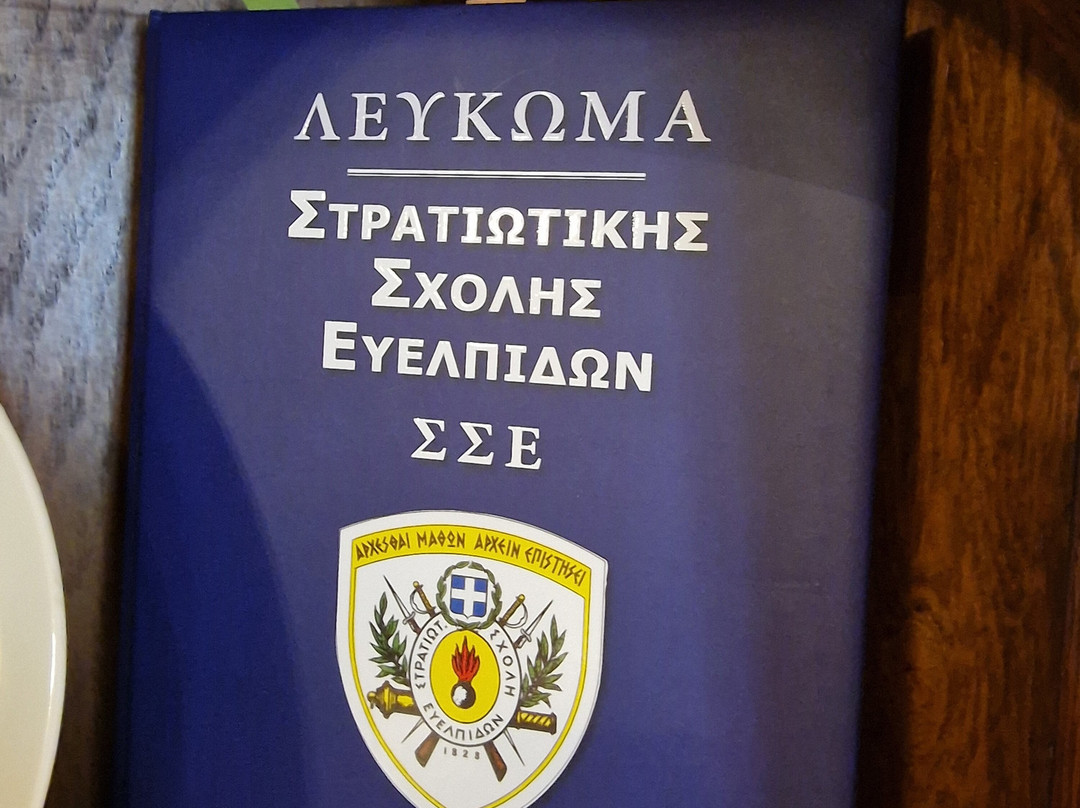 ΛΕΥΚΩΜΑ
ΣΤΡΑΤΙΩΤΙΚΗΣ
ΣΧΟΛΗΣ
ΕΥΕΛΠΙΔΩΝ
ΣΣΕ
ΑΡΧΕΣΘΑΙ ΜΑΘΩΝ ΑΡΧΕΙΝ ΕΠΙΣΤΗΣΕΙ
ΣΤΡΑΤΙΩΤ. ΣΧΟΛΗ
ΕΥΕΛΠΙΔΩΝ
1828